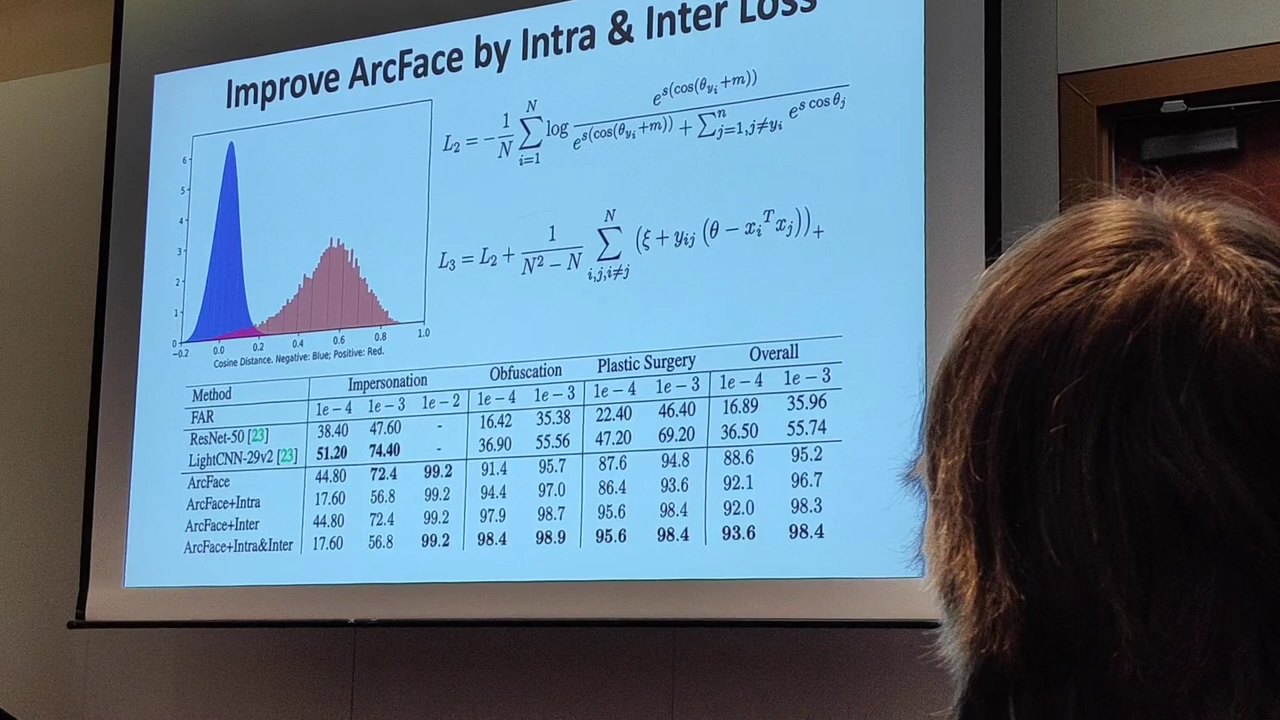 Improve ArcFace by Intra & Inter Loss
L₂ = −1/N ∑_{i=1}^{N} log e^{s(cos(θ_{y_i}+m))} / (e^{s(cos(θ_{y_i}+m))} + ∑_{j=1,j≠y_i}^{n} e^{s cos θ_j})
L₃ = L₂ + 1/(N² − N) ∑_{i,j,i≠j}^{N} (ξ + y_{ij} (θ − x_i^T x_j))₊
6
5
4
3
2
1
0
−0.2 0.0 0.2 0.4 0.6 0.8 1.0
Cosine Distance. Negative: Blue; Positive: Red.
Method Impersonation Obfuscation Plastic Surgery Overall
FAR 1e − 4 1e − 3 1e − 2 1e − 4 1e − 3 1e − 4 1e − 3 1e − 4 1e − 3
ResNet-50 [23] 38.40 47.60 - 16.42 35.38 22.40 46.40 16.89 35.96
LightCNN-29v2 [23] 51.20 74.40 - 36.90 55.56 47.20 69.20 36.50 55.74
ArcFace 44.80 72.4 99.2 91.4 95.7 87.6 94.8 88.6 95.2
ArcFace+Intra 17.60 56.8 99.2 94.4 97.0 86.4 93.6 92.1 96.7
ArcFace+Inter 44.80 72.4 99.2 97.9 98.7 95.6 98.4 92.0 98.3
ArcFace+Intra&Inter 17.60 56.8 99.2 98.4 98.9 95.6 98.4 93.6 98.4